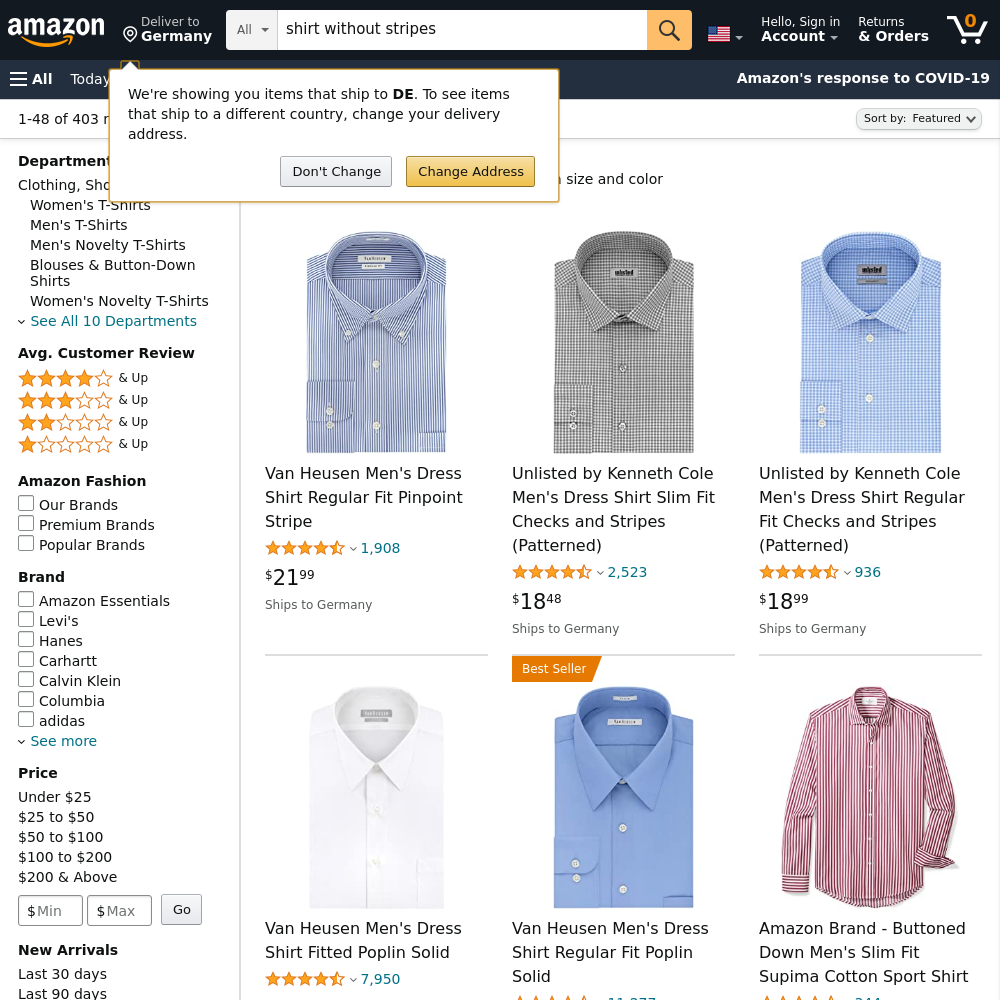 amazon
Deliver to
Germany
All
shirt without stripes
Hello, Sign in
Account
Returns
& Orders
0
All
Today
Amazon's response to COVID-19
We're showing you items that ship to DE. To see items
that ship to a different country, change your delivery
address.
Don't Change
Change Address
1-48 of 403
Sort by: Featured
size and color
Department
Clothing,
Women's T-Shirts
Men's T-Shirts
Men's Novelty T-Shirts
Blouses & Button-Down
Shirts
Women's Novelty T-Shirts
See All 10 Departments
Avg. Customer Review
& Up
& Up
& Up
& Up
Amazon Fashion
Our Brands
Premium Brands
Popular Brands
Brand
Amazon Essentials
Levi's
Hanes
Carhartt
Calvin Klein
Columbia
adidas
See more
Price
Under $25
$25 to $50
$50 to $100
$100 to $200
$200 & Above
$Min
$Max
Go
New Arrivals
Last 30 days
Last 90 days
Van Heusen Men's Dress
Shirt Regular Fit Pinpoint
Stripe
1,908
$21.99
Ships to Germany
Unlisted by Kenneth Cole
Men's Dress Shirt Slim Fit
Checks and Stripes
(Patterned)
2,523
$18.48
Ships to Germany
Unlisted by Kenneth Cole
Men's Dress Shirt Regular
Fit Checks and Stripes
(Patterned)
936
$18.99
Ships to Germany
Van Heusen Men's Dress
Shirt Fitted Poplin Solid
7,950
Best Seller
Van Heusen Men's Dress
Shirt Regular Fit Poplin
Solid
Amazon Brand - Buttoned
Down Men's Slim Fit
Supima Cotton Sport Shirt